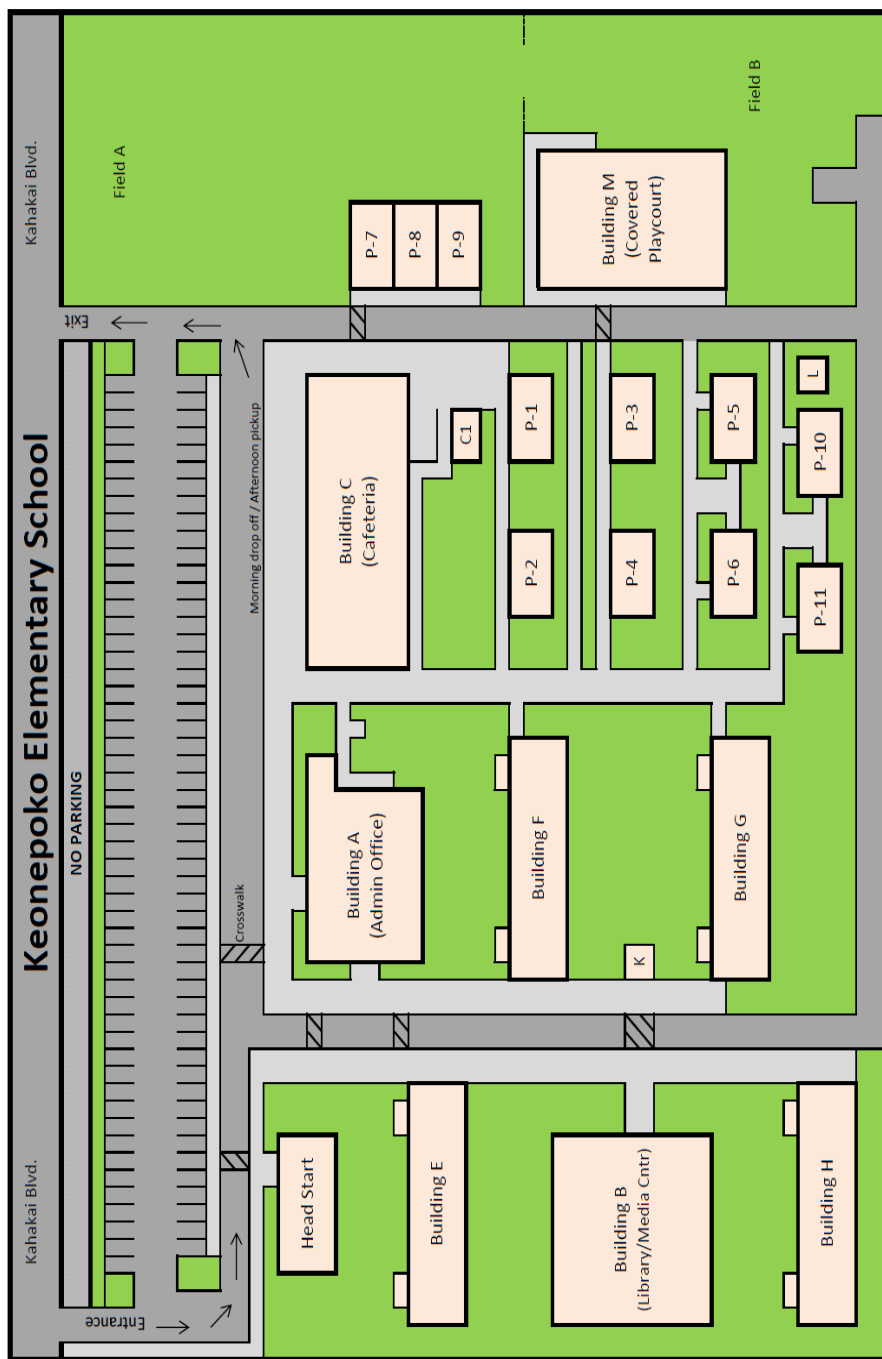 Keonepoko Elementary School
Kahakai Blvd.
Kahakai Blvd.
NO PARKING
Entrance
Exit
Morning drop off / Afternoon pickup
Crosswalk
Field A
Head Start
Building A
(Admin Office)
Building C
(Cafeteria)
C1
P-7
P-8
P-9
Building E
Building F
P-2
P-1
Building B
(Library/Media Cntr)
K
P-4
P-3
Building M
(Covered
Playcourt)
Building G
P-6
P-5
Field B
Building H
P-11
P-10
L